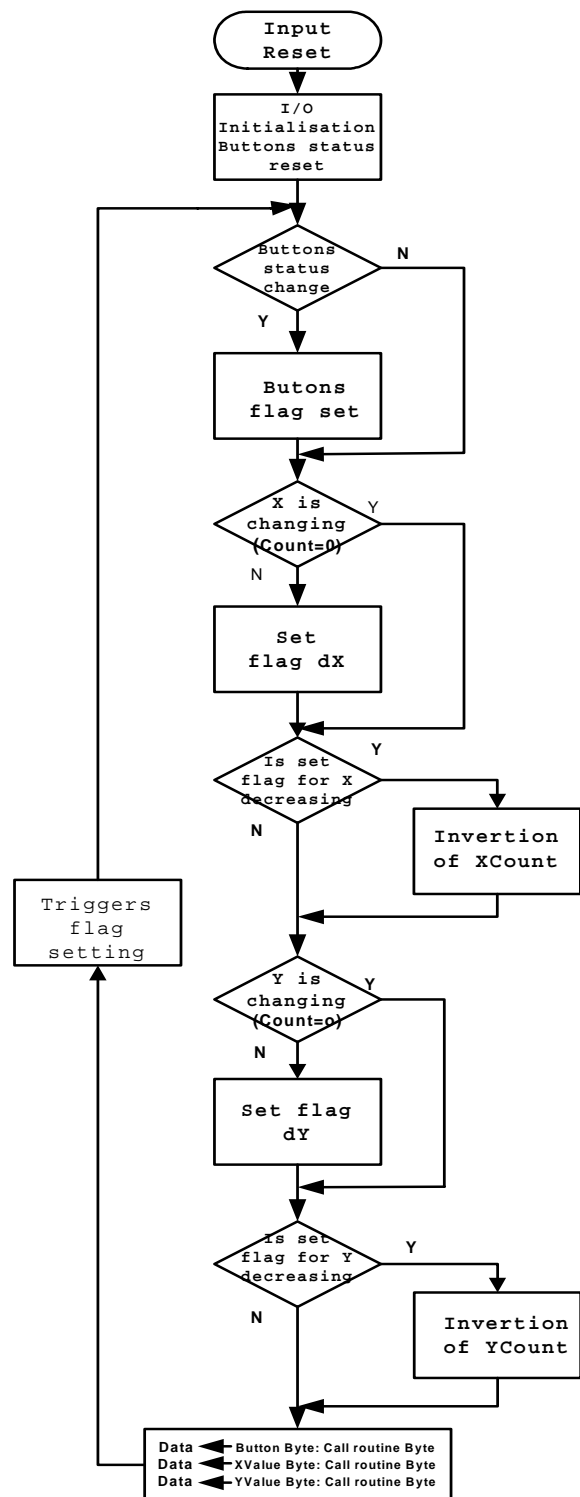 Input
Reset
I/O
Initialisation
Buttons status
reset
Buttons
status
change
N
Y
Butons
flag set
X is
changing
(Count=0)
Y
N
Set
flag dX
Is set
flag for X
decreasing
Y
N
Invertion
of XCount
Triggers
flag
setting
Y is
changing
(Count=o)
Y
N
Set flag
dY
Is set
flag for Y
decreasing
Y
N
Invertion
of YCount
Data Button Byte: Call routine Byte
Data XValue Byte: Call routine Byte
Data YValue Byte: Call routine Byte